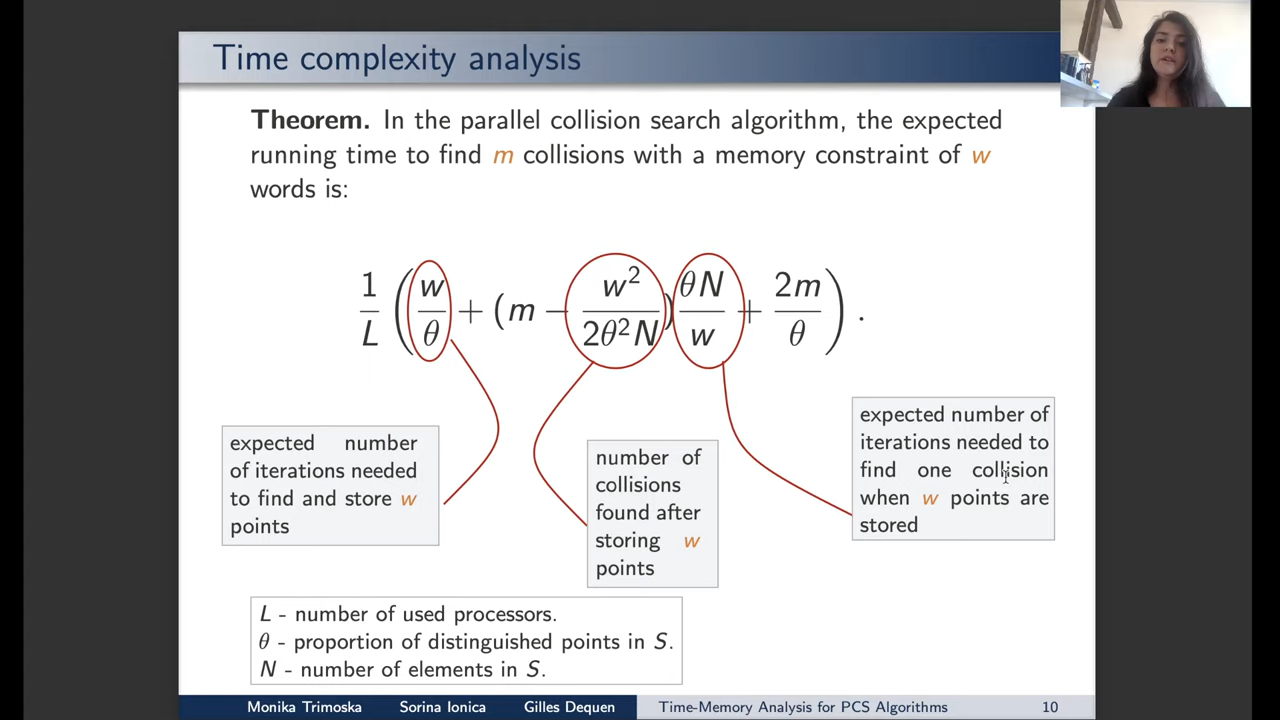 Time complexity analysis
Theorem. In the parallel collision search algorithm, the expected
running time to find m collisions with a memory constraint of w
words is:
1/L ( w/θ + (m − w²/2θ²N) θN/w + 2m/θ ) .
expected number
of iterations needed
to find and store w
points
number of
collisions
found after
storing w
points
expected number of
iterations needed to
find one collision
when w points are
stored
L - number of used processors.
θ - proportion of distinguished points in S.
N - number of elements in S.
Monika Trimoska Sorina Ionica Gilles Dequen Time-Memory Analysis for PCS Algorithms 10